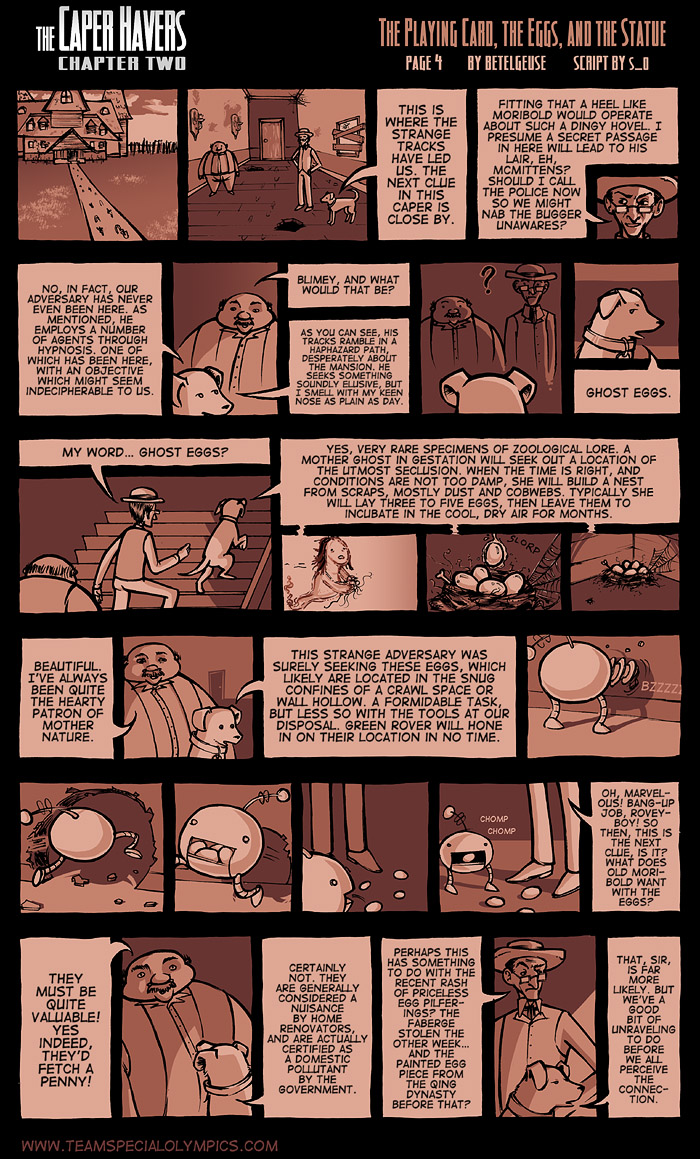 THE CAPER HAVERS
CHAPTER TWO
THE PLAYING CARD, THE EGGS, AND THE STATUE
PAGE 4 BY BETELGEUSE SCRIPT BY S_O
THIS IS
WHERE THE
STRANGE
TRACKS
HAVE LED
US. THE
NEXT CLUE
IN THIS
CAPER IS
CLOSE BY.
FITTING THAT A HEEL LIKE
MORIBOLD WOULD OPERATE
ABOUT SUCH A DINGY HOVEL. I
PRESUME A SECRET PASSAGE
IN HERE WILL LEAD TO HIS
LAIR, EH,
MCMITTENS?
SHOULD I CALL
THE POLICE NOW
SO WE MIGHT
NAB THE BUGGER
UNAWARES?
NO, IN FACT, OUR
ADVERSARY HAS NEVER
EVEN BEEN HERE. AS
MENTIONED, HE
EMPLOYS A NUMBER
OF AGENTS THROUGH
HYPNOSIS. ONE OF
WHICH HAS BEEN HERE,
WITH AN OBJECTIVE
WHICH MIGHT SEEM
INDECIPHERABLE TO US.
BLIMEY, AND WHAT
WOULD THAT BE?
AS YOU CAN SEE, HIS
TRACKS RAMBLE IN A
HAPHAZARD PATH,
DESPERATELY ABOUT
THE MANSION. HE
SEEKS SOMETHING
SOUNDLY ELUSIVE, BUT
I SMELL WITH MY KEEN
NOSE AS PLAIN AS DAY.
?
GHOST EGGS.
MY WORD... GHOST EGGS?
YES, VERY RARE SPECIMENS OF ZOOLOGICAL LORE. A
MOTHER GHOST IN GESTATION WILL SEEK OUT A LOCATION OF
THE UTMOST SECLUSION. WHEN THE TIME IS RIGHT, AND
CONDITIONS ARE NOT TOO DAMP, SHE WILL BUILD A NEST
FROM SCRAPS, MOSTLY DUST AND COBWEBS. TYPICALLY SHE
WILL LAY THREE TO FIVE EGGS, THEN LEAVE THEM TO
INCUBATE IN THE COOL, DRY AIR FOR MONTHS.
SLORP
BEAUTIFUL.
I'VE ALWAYS
BEEN QUITE
THE HEARTY
PATRON OF
MOTHER
NATURE.
THIS STRANGE ADVERSARY WAS
SURELY SEEKING THESE EGGS, WHICH
LIKELY ARE LOCATED IN THE SNUG
CONFINES OF A CRAWL SPACE OR
WALL HOLLOW. A FORMIDABLE TASK,
BUT LESS SO WITH THE TOOLS AT OUR
DISPOSAL. GREEN ROVER WILL HONE
IN ON THEIR LOCATION IN NO TIME.
BZZZZZ
CHOMP
CHOMP
OH, MARVEL-
OUS! BANG-UP
JOB, ROVEY-
BOY! SO
THEN, THIS IS
THE NEXT
CLUE, IS IT?
WHAT DOES
OLD MORI-
BOLD WANT
WITH THE
EGGS?
THEY
MUST BE
QUITE
VALUABLE!
YES
INDEED,
THEY'D
FETCH A
PENNY!
CERTAINLY
NOT. THEY
ARE GENERALLY
CONSIDERED A
NUISANCE
BY HOME
RENOVATORS,
AND ARE ACTUALLY
CERTIFIED AS
A DOMESTIC
POLLUTANT
BY THE
GOVERNMENT.
PERHAPS THIS
HAS SOMETHING
TO DO WITH THE
RECENT RASH
OF PRICELESS
EGG PILFER-
INGS? THE
FABERGE
STOLEN THE
OTHER WEEK...
AND THE
PAINTED EGG
PIECE FROM
THE QING
DYNASTY
BEFORE THAT?
THAT, SIR,
IS FAR
MORE
LIKELY. BUT
WE'VE A
GOOD
BIT OF
UNRAVELING
TO DO
BEFORE
WE ALL
PERCEIVE
THE
CONNEC-
TION.
WWW.TEAMSPECIALOLYMPICS.COM